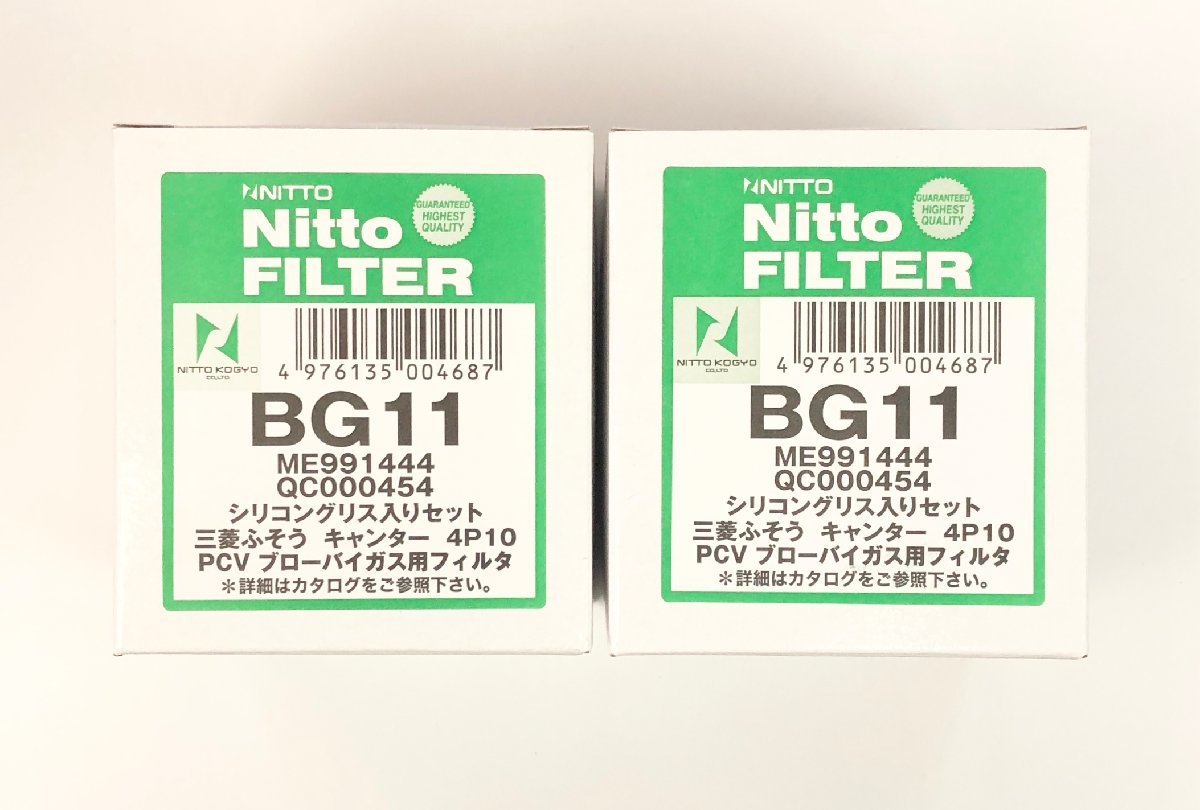 NITTO
Nitto
FILTER
GUARANTEED
HIGHEST
QUALITY
NITTO KOGYO
CO.,LTD.
4 976135 004687
BG11
ME991444
QC000454
シリコングリス入りセット
三菱ふそう キャンター 4P10
PCV ブローバイガス用フィルタ
*詳細はカタログをご参照下さい。
NITTO
Nitto
FILTER
GUARANTEED
HIGHEST
QUALITY
NITTO KOGYO
CO.,LTD.
4 976135 004687
BG11
ME991444
QC000454
シリコングリス入りセット
三菱ふそう キャンター 4P10
PCV ブローバイガス用フィルタ
*詳細はカタログをご参照下さい。